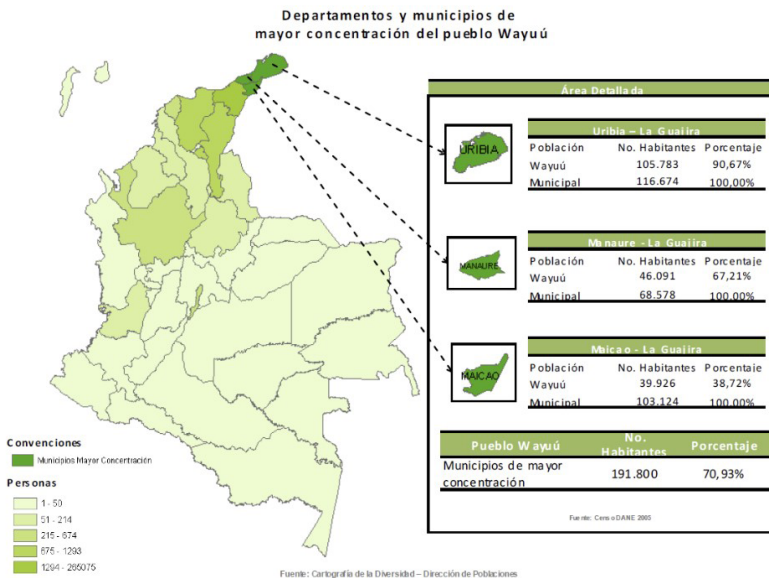 Departamentos y municipios de
mayor concentración del pueblo Wayuú
Área Detallada
URIBIA
Uribia – La Guajira
Población No. Habitantes Porcentaje
Wayuú 105.783 90,67%
Municipal 116.674 100,00%
MANAURE
Manaure - La Guajira
Población No. Habitantes Porcentaje
Wayuú 46.091 67,21%
Municipal 68.578 100,00%
MAICAO
Maicao - La Guajira
Población No. Habitantes Porcentaje
Wayuú 39.926 38,72%
Municipal 103.124 100,00%
Pueblo Wayuú No. Habitantes Porcentaje
Municipios de mayor
concentración 191.800 70,93%
Fuente: Censo DANE 2005
Convenciones
Municipios Mayor Concentración
Personas
1 - 50
51 - 214
215 - 674
675 - 1293
1294 - 265075
Fuente: Cartografía de la Diversidad – Dirección de Poblaciones